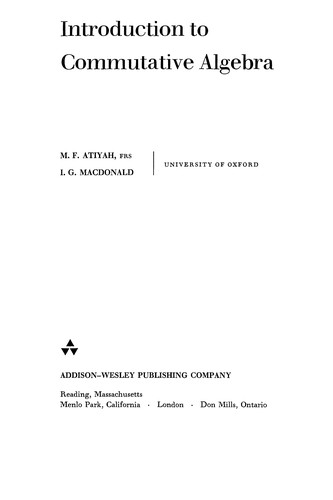 Introduction to
Commutative Algebra
M. F. ATIYAH, FRS
I. G. MACDONALD
UNIVERSITY OF OXFORD
ADDISON–WESLEY PUBLISHING COMPANY
Reading, Massachusetts
Menlo Park, California · London · Don Mills, Ontario